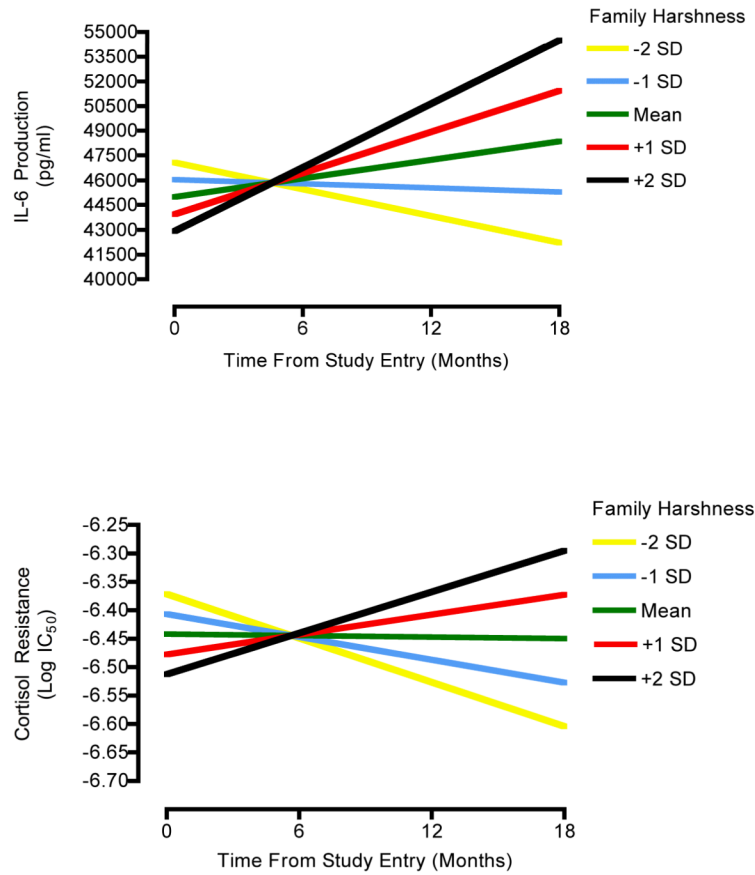 Family Harshness
-2 SD
-1 SD
Mean
+1 SD
+2 SD
IL-6 Production
(pg/ml)
55000
53500
52000
50500
49000
47500
46000
44500
43000
41500
40000
0 6 12 18
Time From Study Entry (Months)
Family Harshness
-2 SD
-1 SD
Mean
+1 SD
+2 SD
Cortisol Resistance
(Log IC50)
-6.25
-6.30
-6.35
-6.40
-6.45
-6.50
-6.55
-6.60
-6.65
-6.70
0 6 12 18
Time From Study Entry (Months)